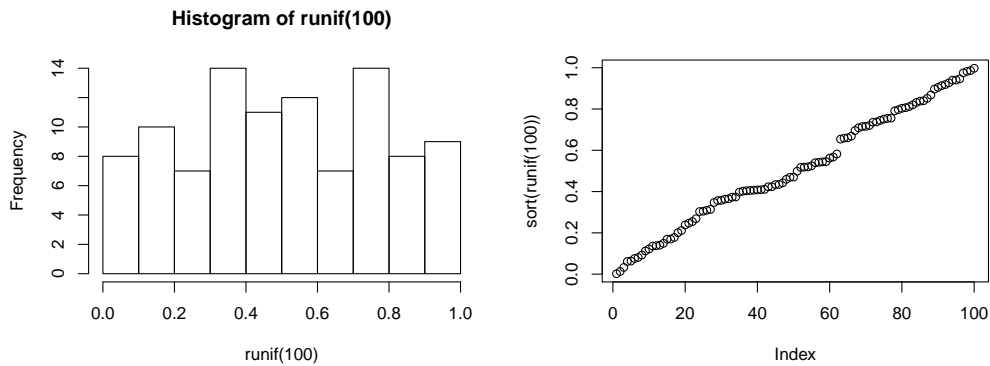 Histogram of runif(100)
Frequency
14
10
8
6
4
2
0
0.0 0.2 0.4 0.6 0.8 1.0
runif(100)
sort(runif(100))
1.0
0.8
0.6
0.4
0.2
0.0
0 20 40 60 80 100
Index